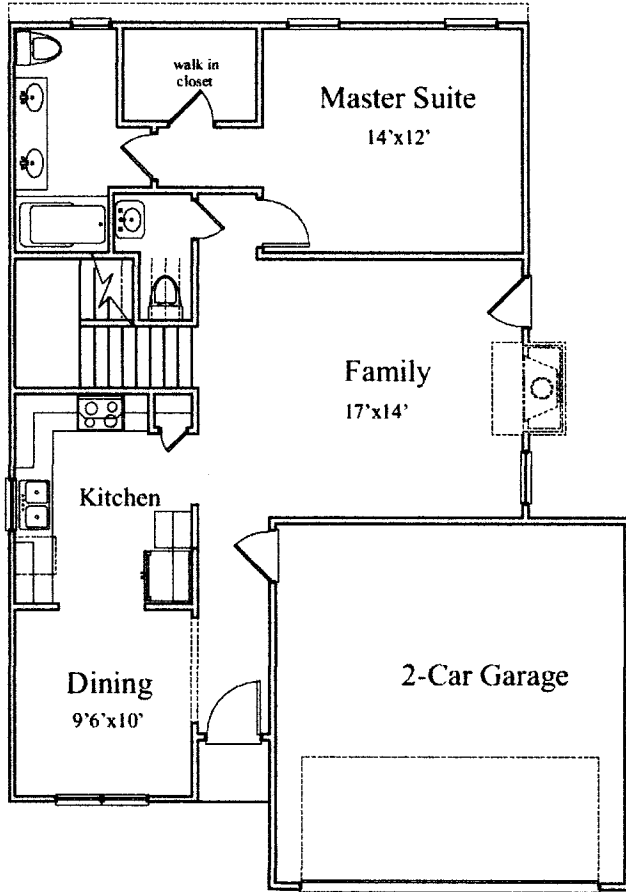 walk in
closet
Master Suite
14'x12'
Family
17'x14'
Kitchen
Dining
9'6'x10'
2-Car Garage